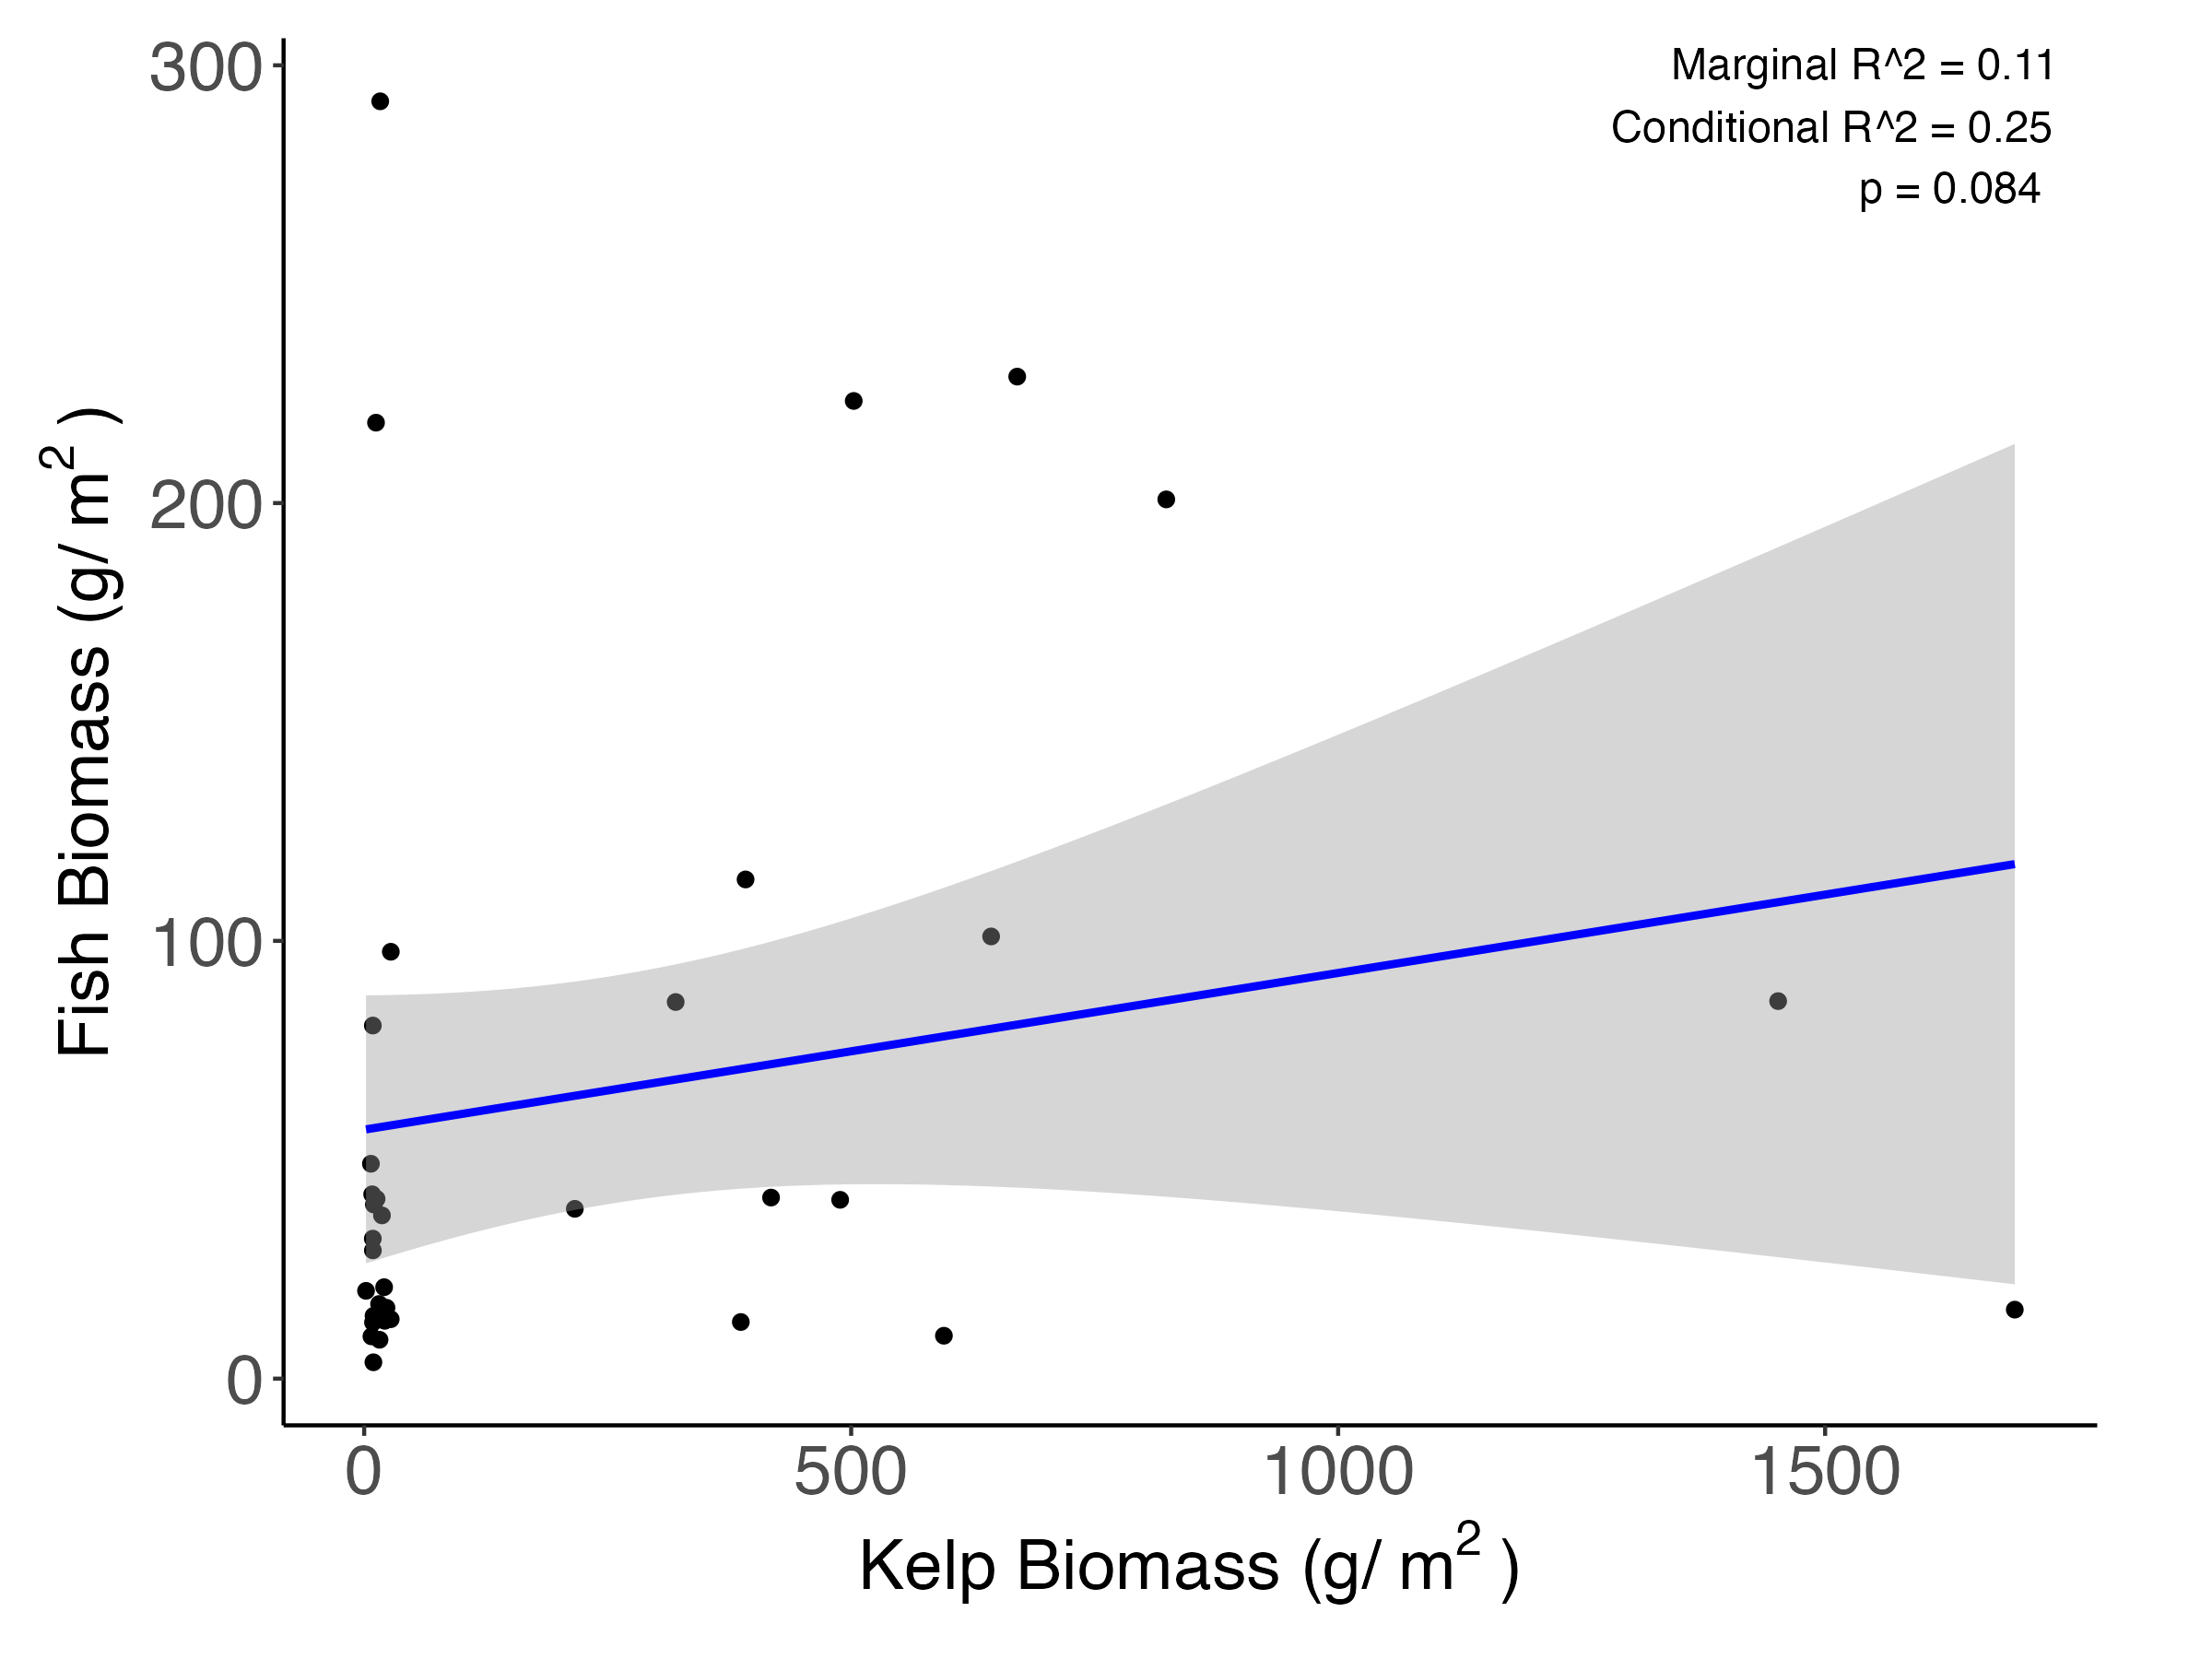 Marginal R^2 = 0.11
Conditional R^2 = 0.25
p = 0.084
300
200
100
0
Fish Biomass (g/ m²)
0 500 1000 1500
Kelp Biomass (g/ m²)